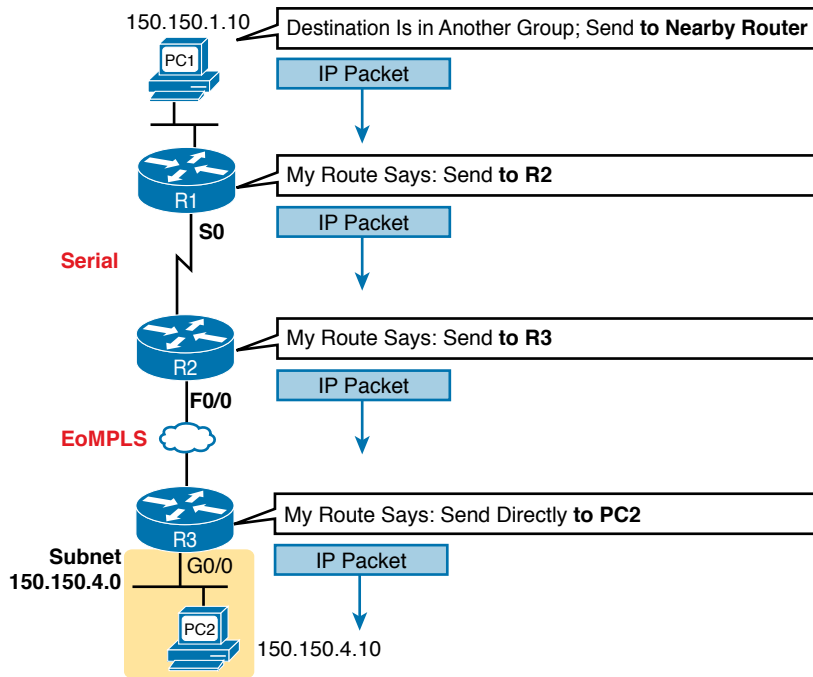 150.150.1.10
Destination Is in Another Group; Send to Nearby Router
PC1
IP Packet
My Route Says: Send to R2
R1
S0
IP Packet
Serial
My Route Says: Send to R3
R2
IP Packet
F0/0
EoMPLS
My Route Says: Send Directly to PC2
R3
Subnet
150.150.4.0
G0/0
IP Packet
PC2
150.150.4.10